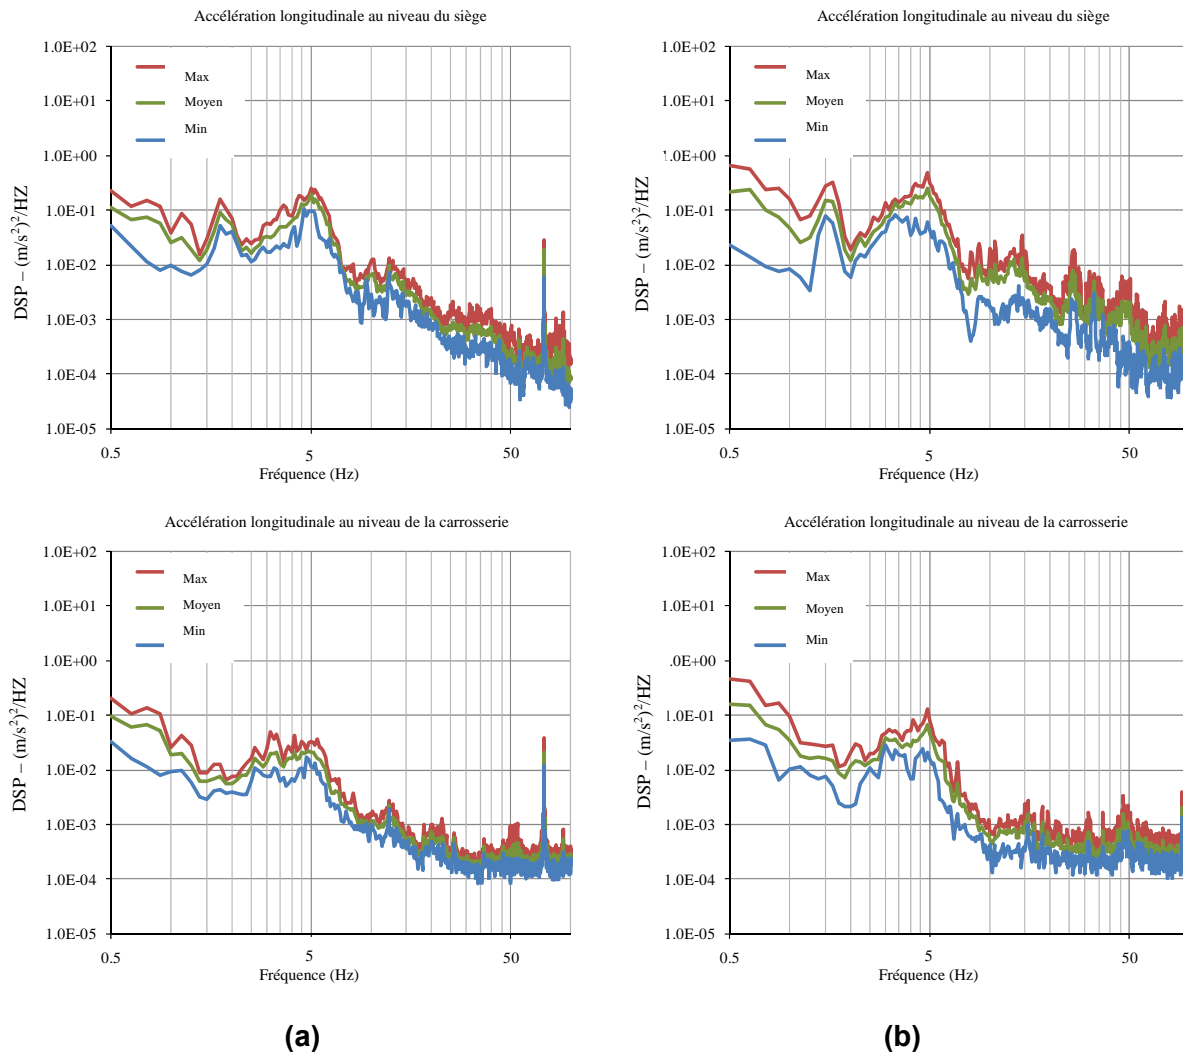 Accélération longitudinale au niveau du siège
1.0E+02
1.0E+01
1.0E+00
1.0E-01
1.0E-02
1.0E-03
1.0E-04
1.0E-05
DSP – (m/s²)²/HZ
Max
Moyen
Min
0.5
5
50
Fréquence (Hz)
Accélération longitudinale au niveau du siège
1.0E+02
1.0E+01
1.0E+00
1.0E-01
1.0E-02
1.0E-03
1.0E-04
1.0E-05
DSP – (m/s²)²/HZ
Max
Moyen
Min
0.5
5
50
Fréquence (Hz)
Accélération longitudinale au niveau de la carrosserie
1.0E+02
1.0E+01
1.0E+00
1.0E-01
1.0E-02
1.0E-03
1.0E-04
1.0E-05
DSP – (m/s²)²/HZ
Max
Moyen
Min
0.5
5
50
Fréquence (Hz)
Accélération longitudinale au niveau de la carrosserie
1.0E+02
1.0E+01
.0E+00
1.0E-01
1.0E-02
1.0E-03
1.0E-04
1.0E-05
DSP – (m/s²)²/HZ
Max
Moyen
Min
0.5
5
50
Fréquence (Hz)
(a)
(b)